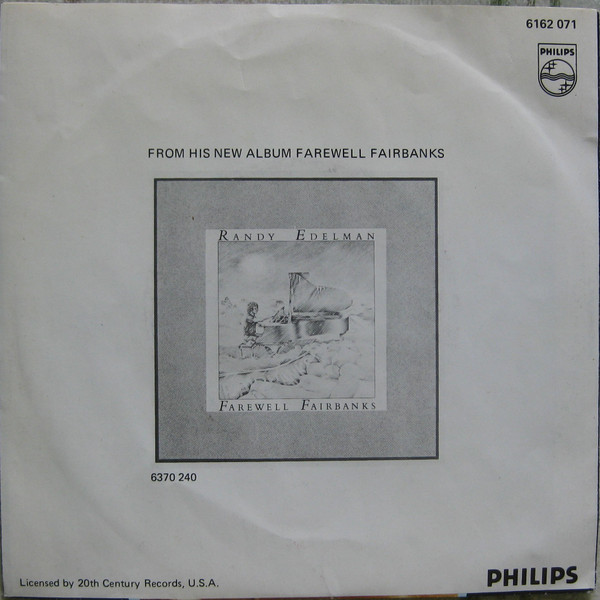 6162 071
PHILIPS
FROM HIS NEW ALBUM FAREWELL FAIRBANKS
RANDY EDELMAN
FAREWELL FAIRBANKS
6370 240
Licensed by 20th Century Records, U.S.A.
PHILIPS